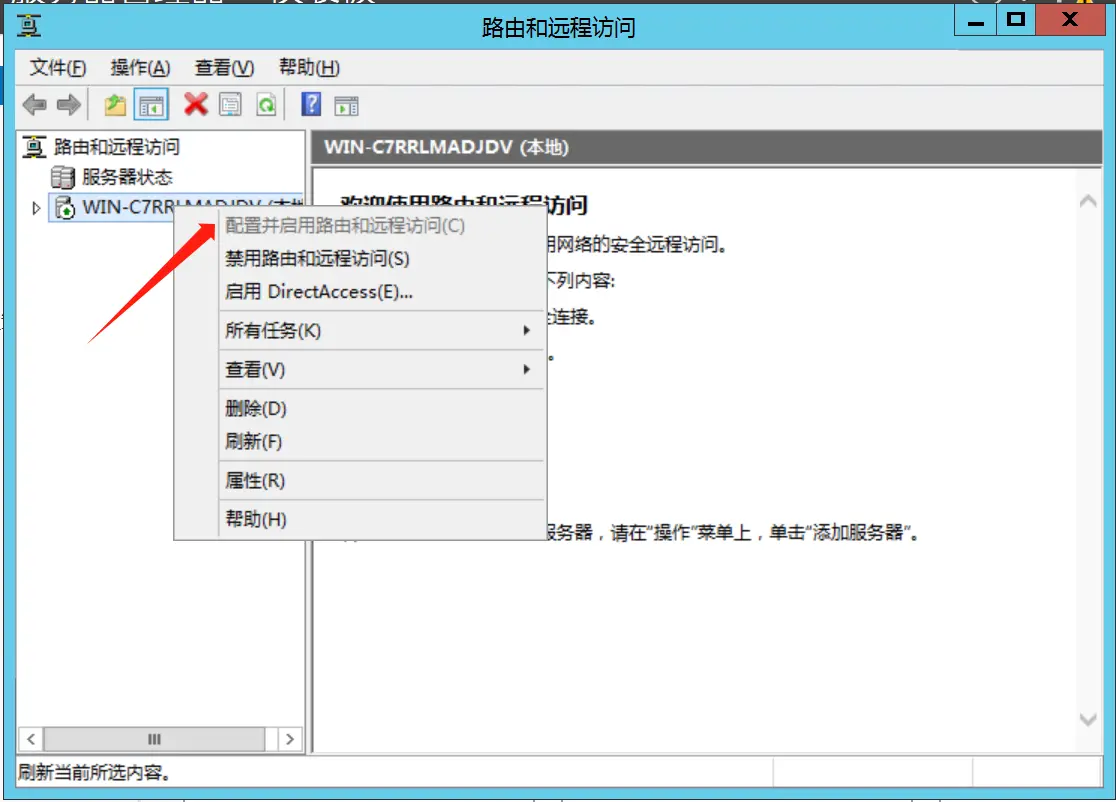 路由和远程访问
文件(F) 操作(A) 查看(V) 帮助(H)
路由和远程访问
服务器状态
WIN-C7RRLMADJDV (本地)
WIN-C7RRLMADJDV (本地)
欢迎使用路由和远程访问
用网络的安全远程访问。
下列内容:
全连接。
。
配置并启用路由和远程访问(C)
禁用路由和远程访问(S)
启用 DirectAccess(E)...
所有任务(K)
查看(V)
删除(D)
刷新(F)
属性(R)
帮助(H)
服务器，请在“操作”菜单上，单击“添加服务器”。
刷新当前所选内容。